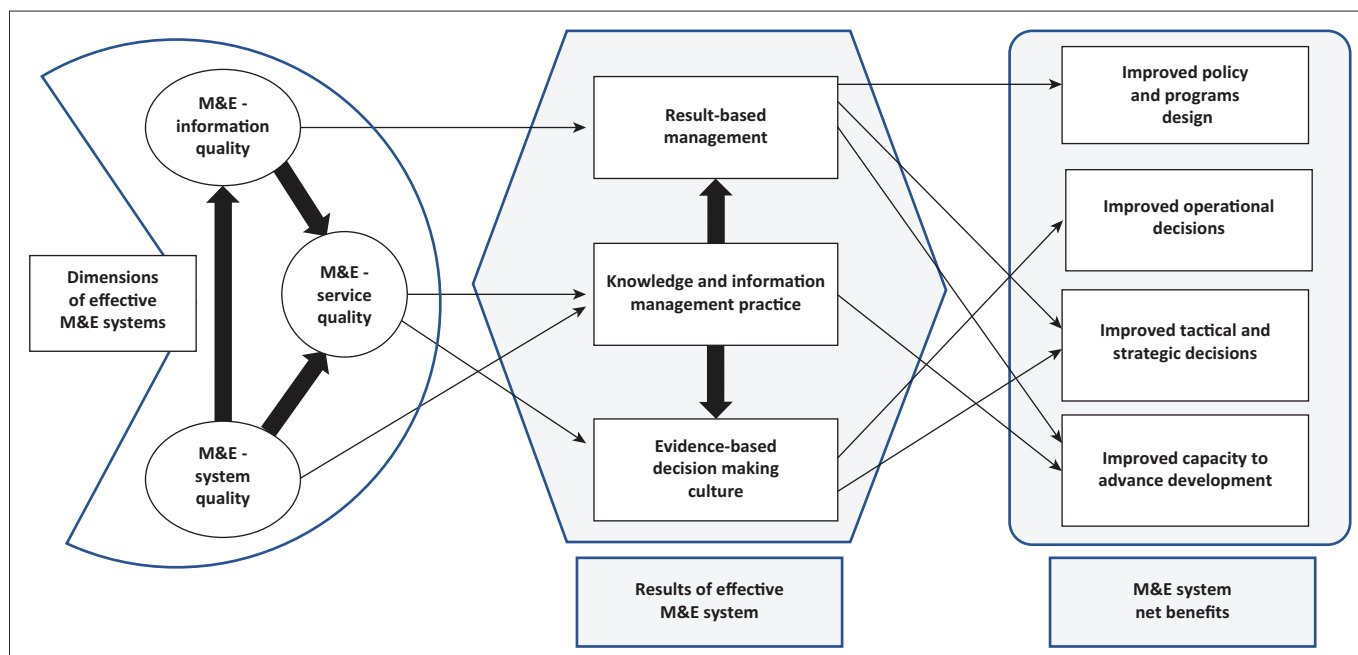 M&E -
information
quality
Dimensions
of effective
M&E systems
M&E -
service
quality
M&E -
system
quality
Result-based
management
Knowledge and information
management practice
Evidence-based
decision making
culture
Results of effective
M&E system
Improved policy
and programs
design
Improved operational
decisions
Improved tactical and
strategic decisions
Improved capacity to
advance development
M&E system
net benefits